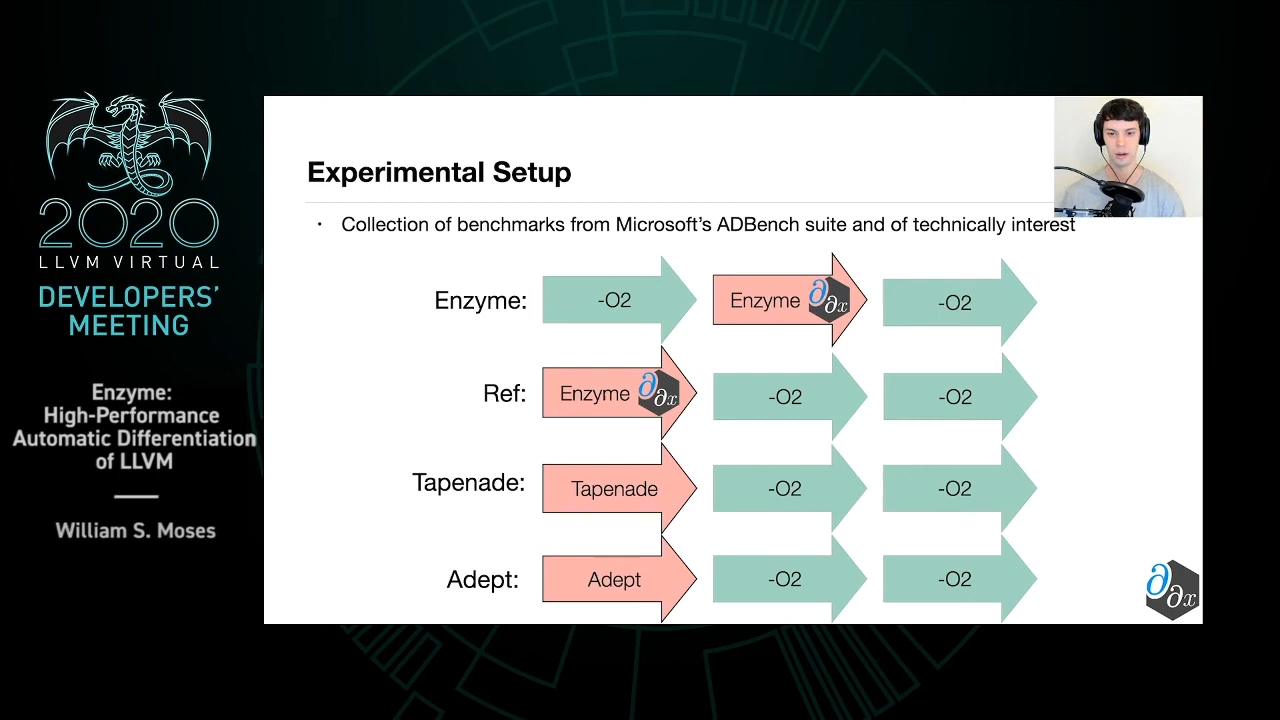 2020
LLVM VIRTUAL
DEVELOPERS'
MEETING
Enzyme:
High-Performance
Automatic Differentiation
of LLVM
William S. Moses
Experimental Setup
· Collection of benchmarks from Microsoft's ADBench suite and of technically interest
Enzyme: -O2 Enzyme ∂ ∂x -O2
Ref: Enzyme ∂ ∂x -O2 -O2
Tapenade: Tapenade -O2 -O2
Adept: Adept -O2 -O2
∂ ∂x